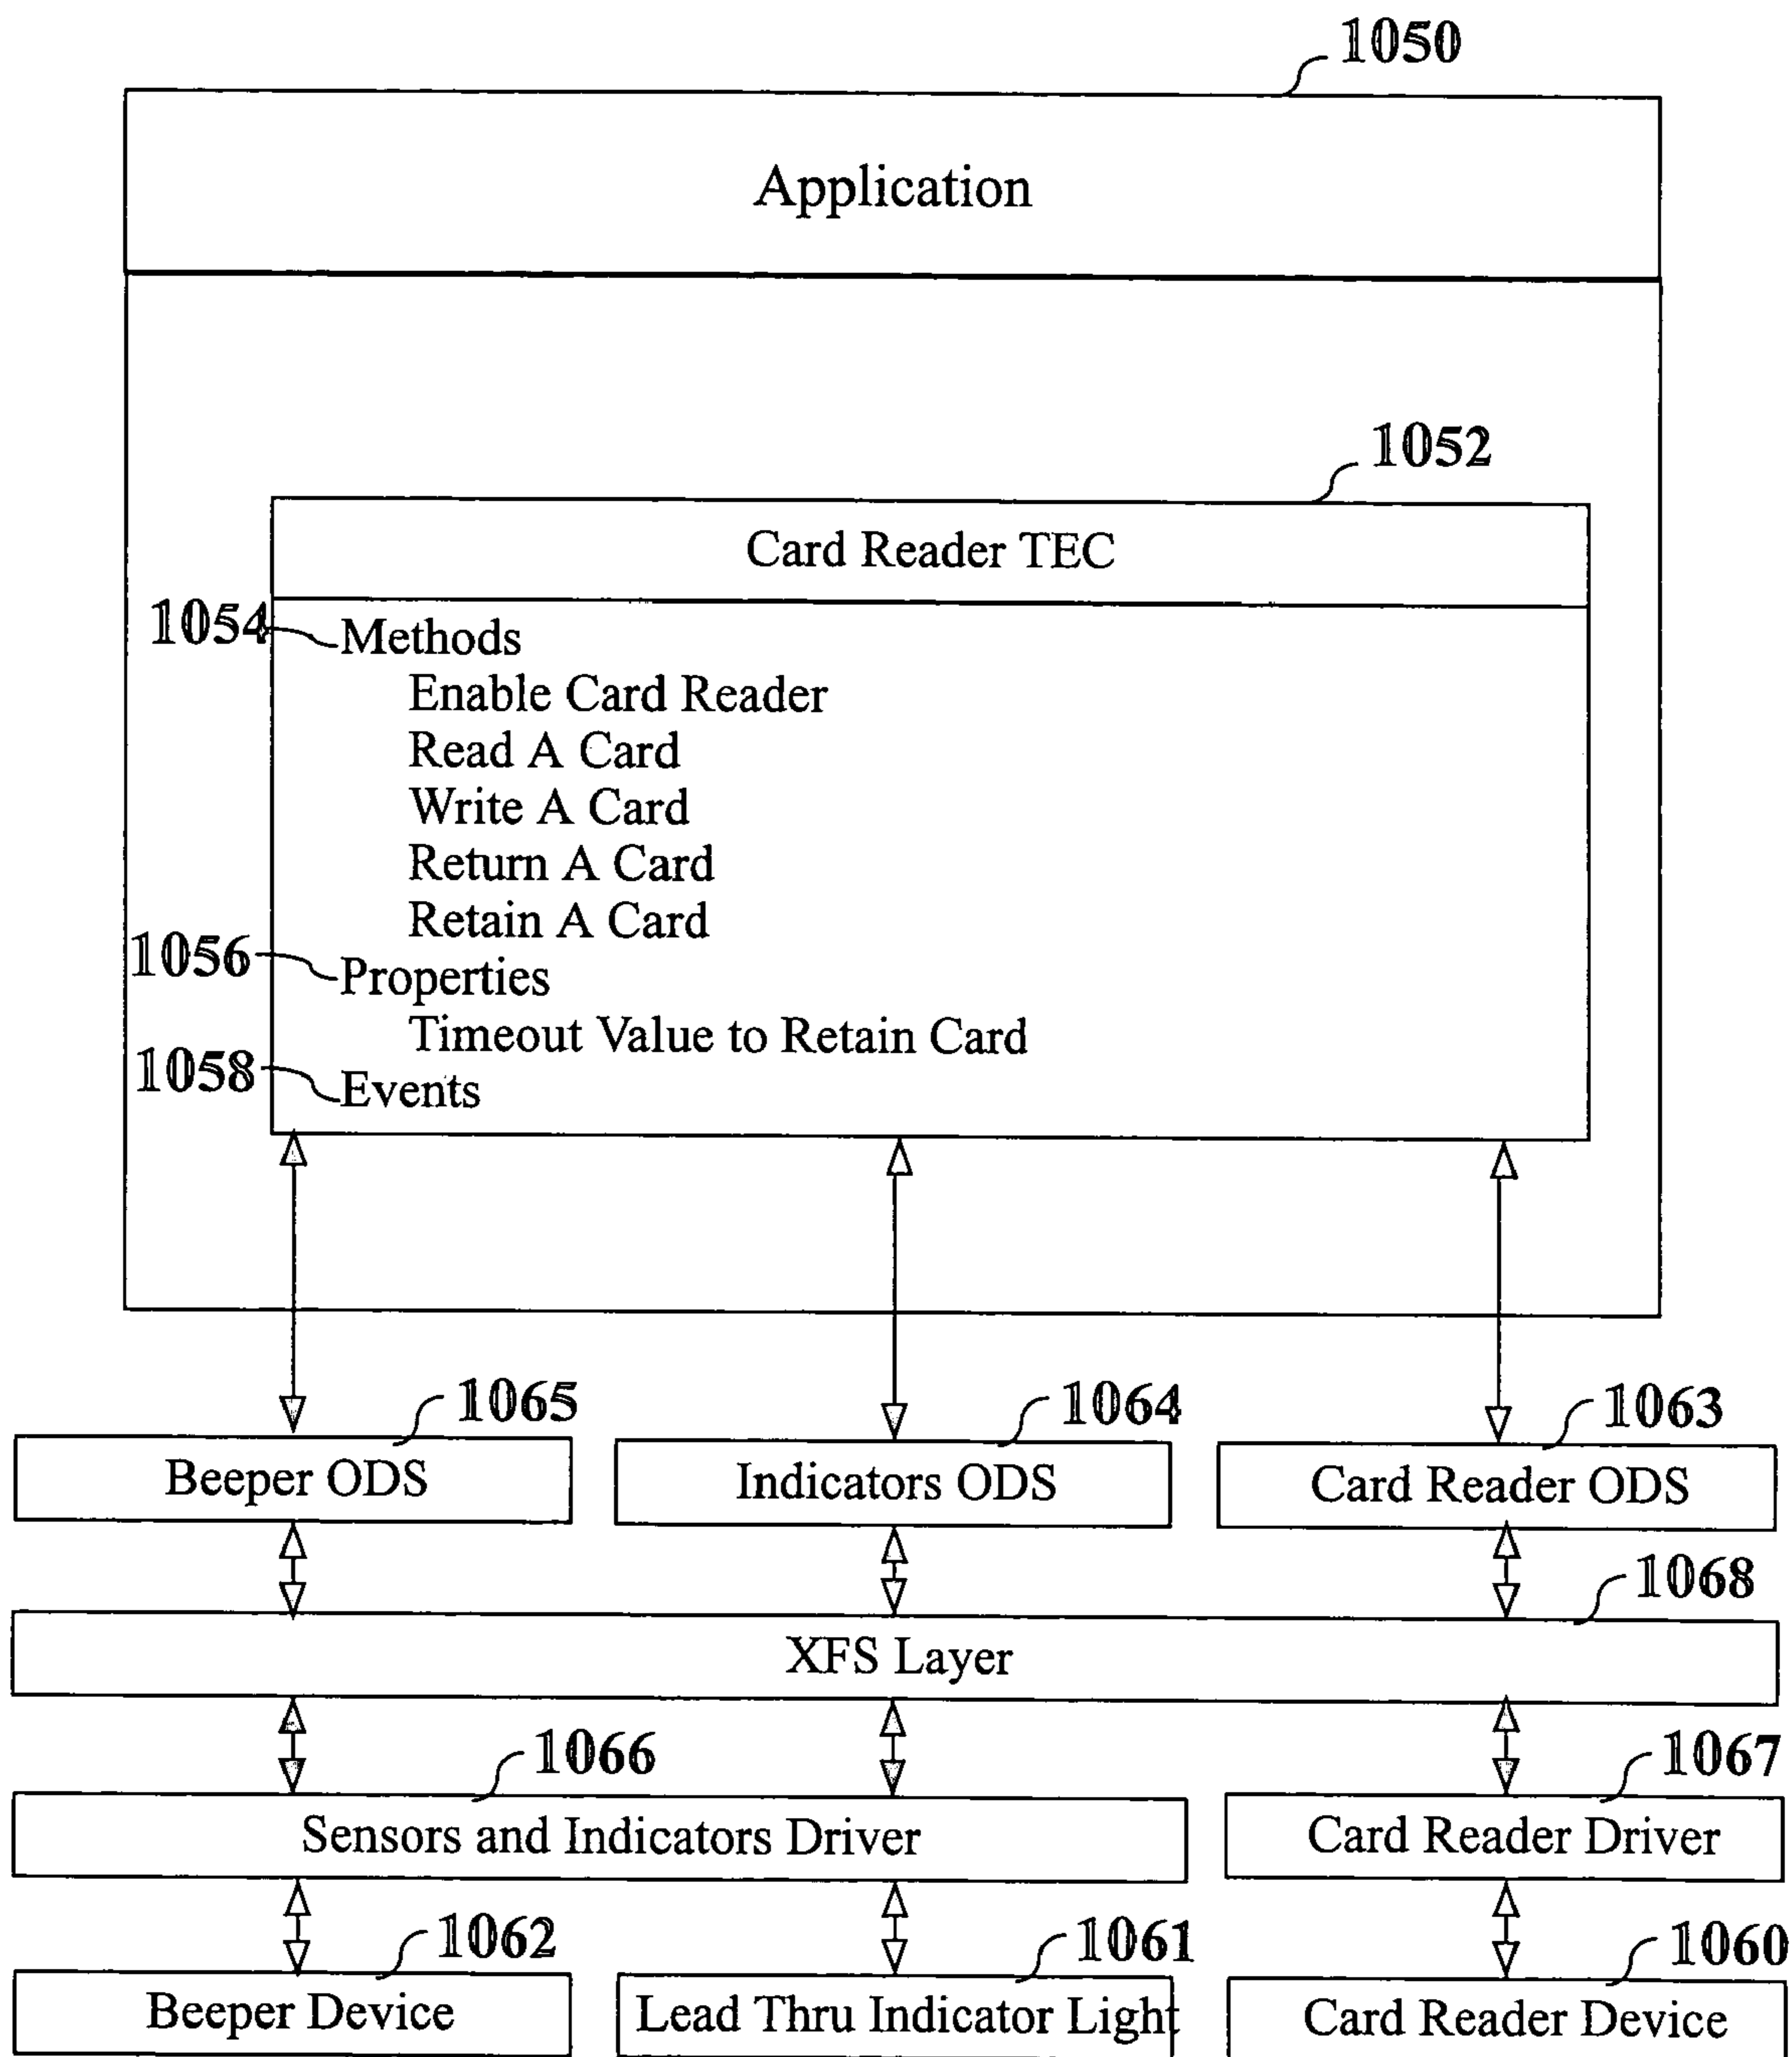 1050
Application
1052
Card Reader TEC
1054
Methods
Enable Card Reader
Read A Card
Write A Card
Return A Card
Retain A Card
1056
Properties
Timeout Value to Retain Card
1058
Events
1065
1064
1063
Beeper ODS
Indicators ODS
Card Reader ODS
1068
XFS Layer
1066
1067
Sensors and Indicators Driver
Card Reader Driver
1062
1061
1060
Beeper Device
Lead Thru Indicator Light
Card Reader Device